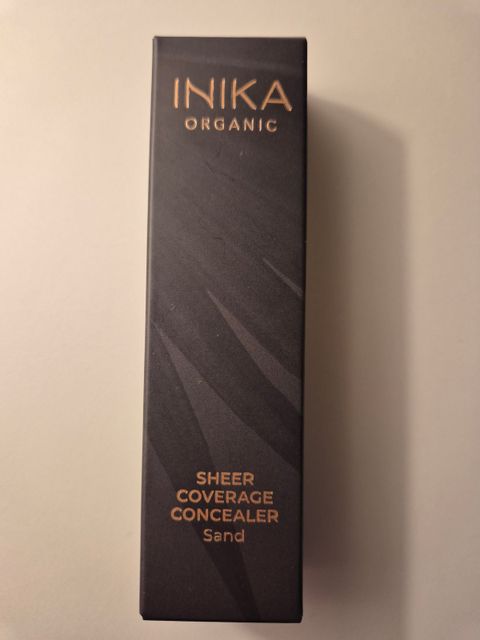 INIKA
ORGANIC
SHEER
COVERAGE
CONCEALER
Sand